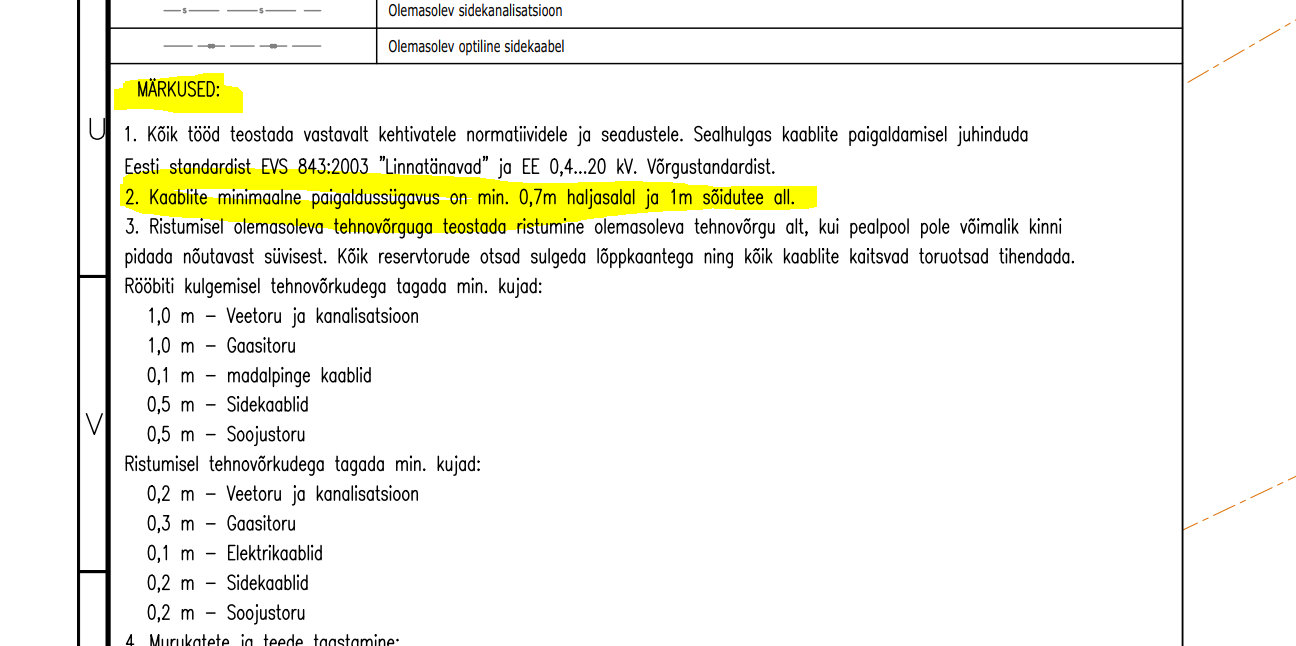 s s
Olemasolev sidekanalisatsioon
Olemasolev optiline sidekaabel
MÄRKUSED:
U
1. Kõik tööd teostada vastavalt kehtivatele normatiividele ja seadustele. Sealhulgas kaablite paigaldamisel juhinduda
Eesti standardist EVS 843:2003 "Linnatänavad" ja EE 0,4...20 kV. Võrgustandardist.
2. Kaablite minimaalne paigaldussügavus on min. 0,7m haljasalal ja 1m sõidutee all.
3. Ristumisel olemasoleva tehnovõrguga teostada ristumine olemasoleva tehnovõrgu alt, kui pealpool pole võimalik kinni
pidada nõutavast süvisest. Kõik reservtorude otsad sulgeda lõppkaantega ning kõik kaablite kaitsvad toruotsad tihendada.
Rööbiti kulgemisel tehnovõrkudega tagada min. kujad:
1,0 m – Veetoru ja kanalisatsioon
1,0 m – Gaasitoru
0,1 m – madalpinge kaablid
0,5 m – Sidekaablid
V
0,5 m – Soojustoru
Ristumisel tehnovõrkudega tagada min. kujad:
0,2 m – Veetoru ja kanalisatsioon
0,3 m – Gaasitoru
0,1 m – Elektrikaablid
0,2 m – Sidekaablid
0,2 m – Soojustoru
4. Murukatete ja teede taastamine: